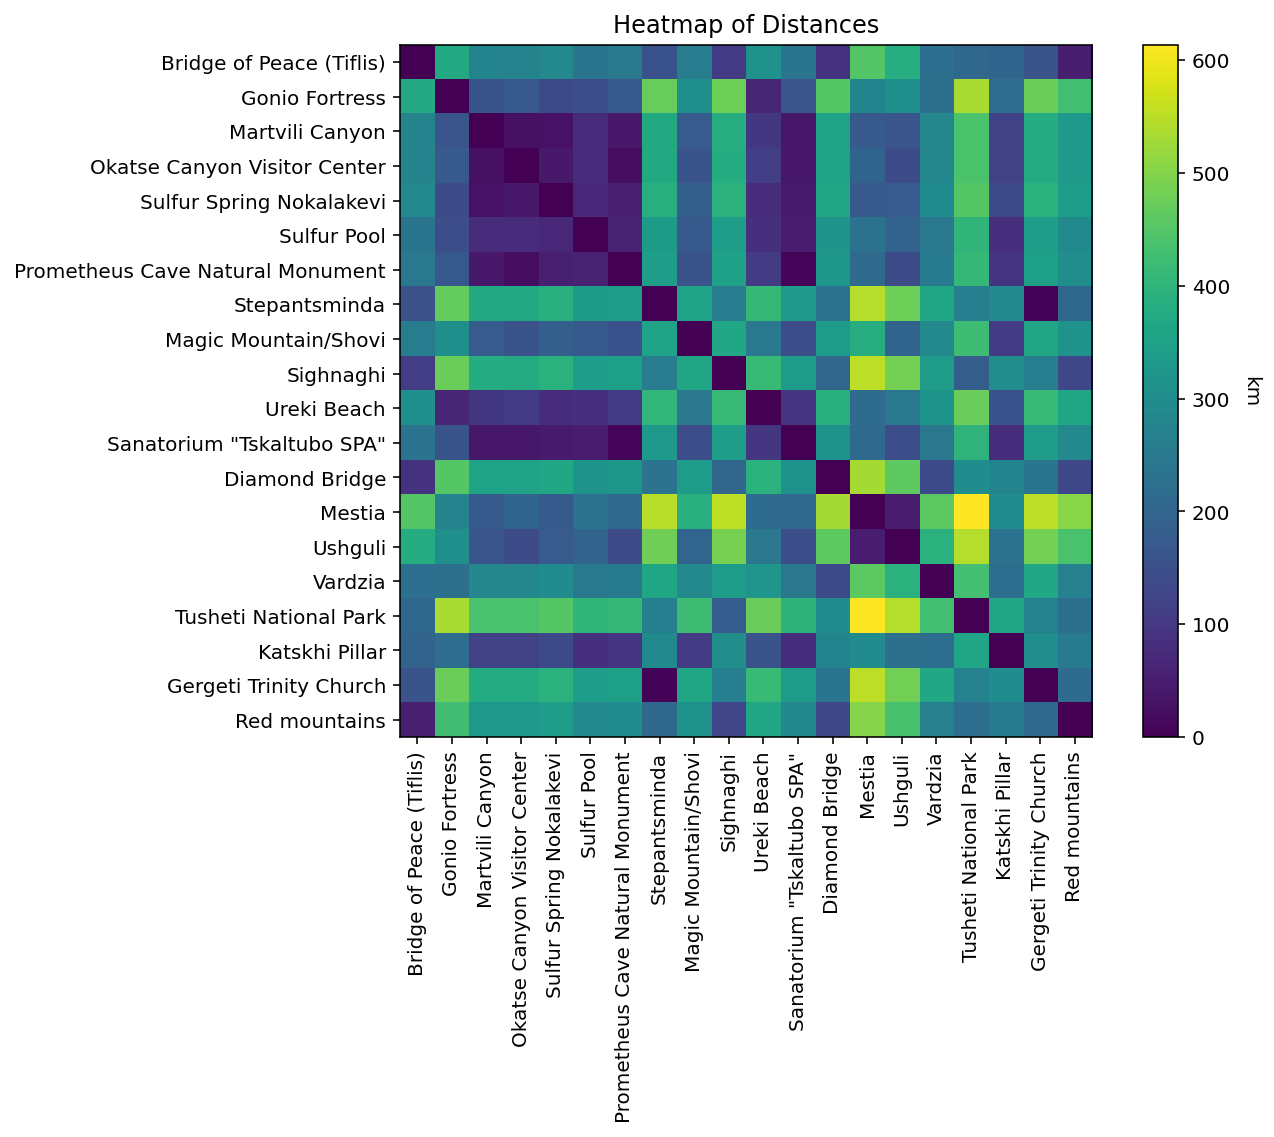 Heatmap of Distances
Bridge of Peace (Tiflis)
Gonio Fortress
Martvili Canyon
Okatse Canyon Visitor Center
Sulfur Spring Nokalakevi
Sulfur Pool
Prometheus Cave Natural Monument
Stepantsminda
Magic Mountain/Shovi
Sighnaghi
Ureki Beach
Sanatorium "Tskaltubo SPA"
Diamond Bridge
Mestia
Ushguli
Vardzia
Tusheti National Park
Katskhi Pillar
Gergeti Trinity Church
Red mountains
Bridge of Peace (Tiflis)
Gonio Fortress
Martvili Canyon
Okatse Canyon Visitor Center
Sulfur Spring Nokalakevi
Sulfur Pool
Prometheus Cave Natural Monument
Stepantsminda
Magic Mountain/Shovi
Sighnaghi
Ureki Beach
Sanatorium "Tskaltubo SPA"
Diamond Bridge
Mestia
Ushguli
Vardzia
Tusheti National Park
Katskhi Pillar
Gergeti Trinity Church
Red mountains
600
500
400
300
200
100
0
km